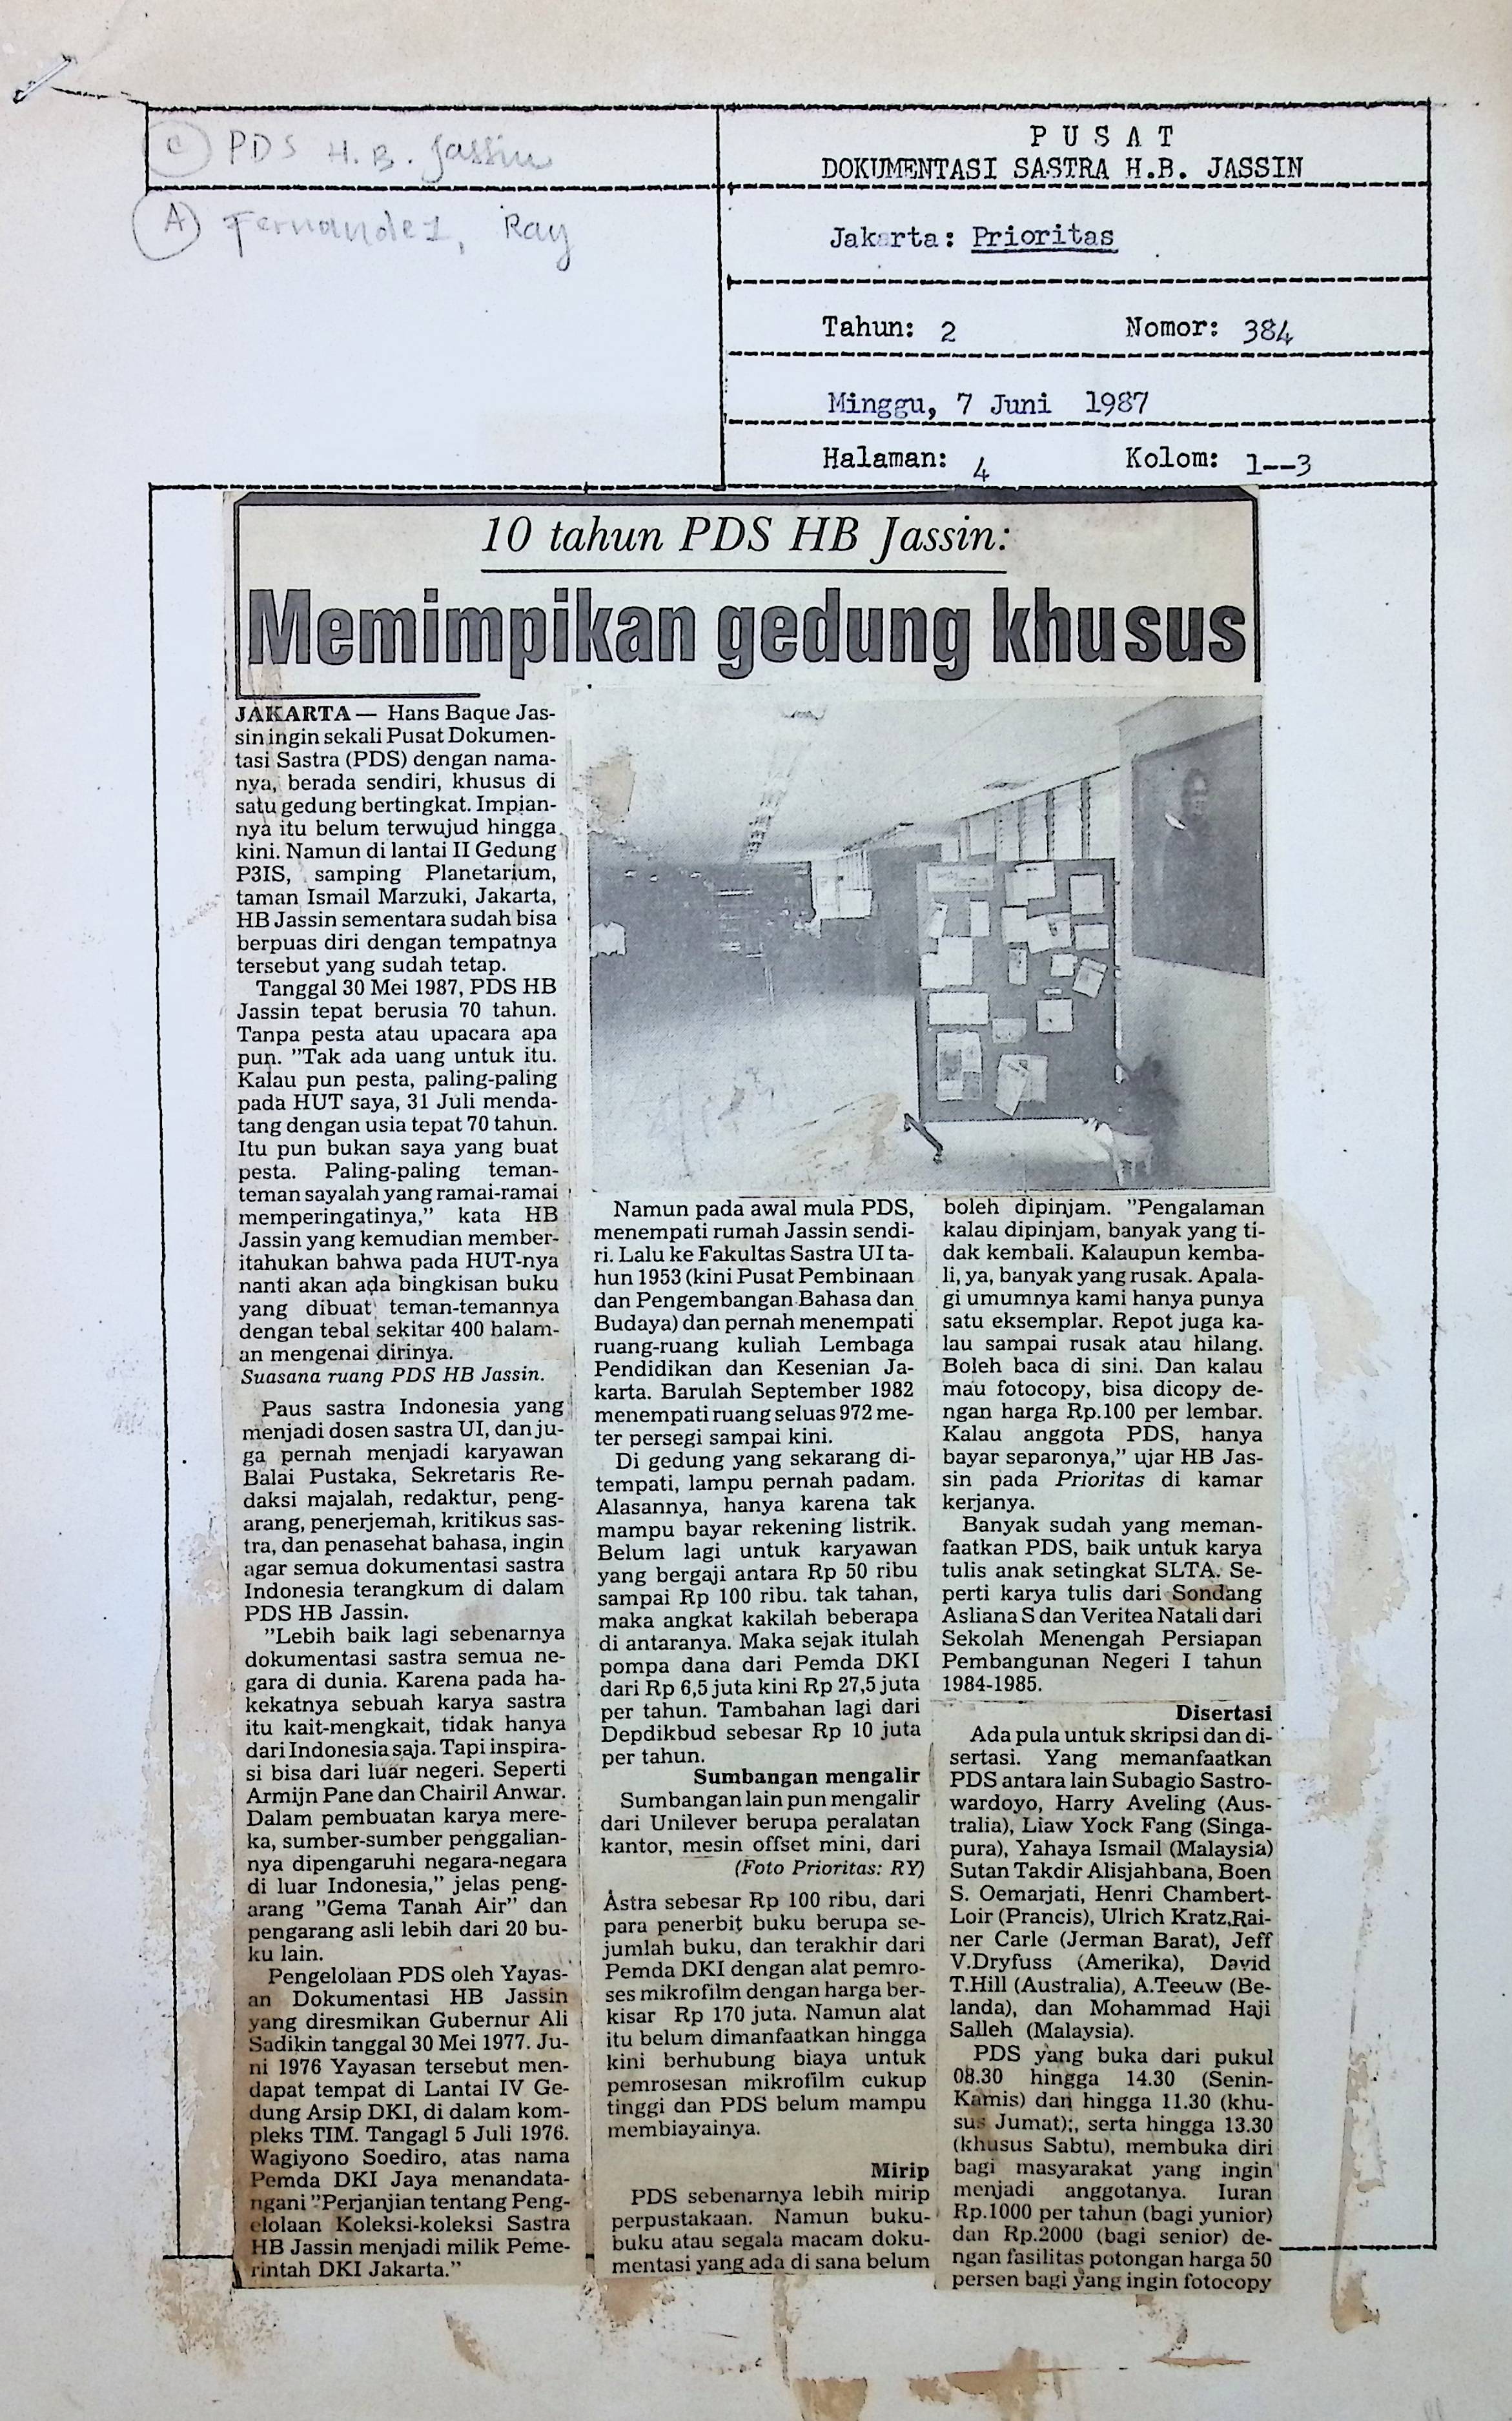 C PDS H.B. Jassin
A Fernandez, Ray
P U S A T
DOKUMENTASI SASTRA H.B. JASSIN
Jakarta: Prioritas
Tahun: 2 Nomor: 384
Minggu, 7 Juni 1987
Halaman: 4 Kolom: 1--3
10 tahun PDS HB Jassin:
Memimpikan gedung khusus
JAKARTA — Hans Baque Jas-
sin ingin sekali Pusat Dokumen-
tasi Sastra (PDS) dengan nama-
nya, berada sendiri, khusus di
satu gedung bertingkat. Impian-
nya itu belum terwujud hingga
kini. Namun di lantai II Gedung
P3IS, samping Planetarium,
taman Ismail Marzuki, Jakarta,
HB Jassin sementara sudah bisa
berpuas diri dengan tempatnya
tersebut yang sudah tetap.
Tanggal 30 Mei 1987, PDS HB
Jassin tepat berusia 70 tahun.
Tanpa pesta atau upacara apa
pun. "Tak ada uang untuk itu.
Kalau pun pesta, paling-paling
pada HUT saya, 31 Juli menda-
tang dengan usia tepat 70 tahun.
Itu pun bukan saya yang buat
pesta. Paling-paling teman-
teman sayalah yang ramai-ramai
memperingatinya," kata HB
Jassin yang kemudian member-
itahukan bahwa pada HUT-nya
nanti akan ada bingkisan buku
yang dibuat teman-temannya
dengan tebal sekitar 400 halam-
an mengenai dirinya.
Suasana ruang PDS HB Jassin.
Paus sastra Indonesia yang
menjadi dosen sastra UI, dan ju-
ga pernah menjadi karyawan
Balai Pustaka, Sekretaris Re-
daksi majalah, redaktur, peng-
arang, penerjemah, kritikus sas-
tra, dan penasehat bahasa, ingin
agar semua dokumentasi sastra
Indonesia terangkum di dalam
PDS HB Jassin.
"Lebih baik lagi sebenarnya
dokumentasi sastra semua ne-
gara di dunia. Karena pada ha-
kekatnya sebuah karya sastra
itu kait-mengkait, tidak hanya
dari Indonesia saja. Tapi inspira-
si bisa dari luar negeri. Seperti
Armijn Pane dan Chairil Anwar.
Dalam pembuatan karya mere-
ka, sumber-sumber penggalian-
nya dipengaruhi negara-negara
di luar Indonesia," jelas peng-
arang "Gema Tanah Air" dan
pengarang asli lebih dari 20 bu-
ku lain.
Pengelolaan PDS oleh Yayas-
an Dokumentasi HB Jassin
yang diresmikan Gubernur Ali
Sadikin tanggal 30 Mei 1977. Ju-
ni 1976 Yayasan tersebut men-
dapat tempat di Lantai IV Ge-
dung Arsip DKI, di dalam kom-
pleks TIM. Tangagl 5 Juli 1976.
Wagiyono Soediro, atas nama
Pemda DKI Jaya menandata-
ngani "Perjanjian tentang Peng-
elolaan Koleksi-koleksi Sastra
HB Jassin menjadi milik Peme-
rintah DKI Jakarta."
Namun pada awal mula PDS,
menempati rumah Jassin sendi-
ri. Lalu ke Fakultas Sastra UI ta-
hun 1953 (kini Pusat Pembinaan
dan Pengembangan Bahasa dan
Budaya) dan pernah menempati
ruang-ruang kuliah Lembaga
Pendidikan dan Kesenian Ja-
karta. Barulah September 1982
menempati ruang seluas 972 me-
ter persegi sampai kini.
Di gedung yang sekarang di-
tempati, lampu pernah padam.
Alasannya, hanya karena tak
mampu bayar rekening listrik.
Belum lagi untuk karyawan
yang bergaji antara Rp 50 ribu
sampai Rp 100 ribu. tak tahan,
maka angkat kakilah beberapa
di antaranya. Maka sejak itulah
pompa dana dari Pemda DKI
dari Rp 6,5 juta kini Rp 27,5 juta
per tahun. Tambahan lagi dari
Depdikbud sebesar Rp 10 juta
per tahun.
Sumbangan mengalir
Sumbangan lain pun mengalir
dari Unilever berupa peralatan
kantor, mesin offset mini, dari
(Foto Prioritas: RY)
Astra sebesar Rp 100 ribu, dari
para penerbit buku berupa se-
jumlah buku, dan terakhir dari
Pemda DKI dengan alat pemro-
ses mikrofilm dengan harga ber-
kisar Rp 170 juta. Namun alat
itu belum dimanfaatkan hingga
kini berhubung biaya untuk
pemrosesan mikrofilm cukup
tinggi dan PDS belum mampu
membiayainya.
Mirip
PDS sebenarnya lebih mirip
perpustakaan. Namun buku-
buku atau segala macam doku-
mentasi yang ada di sana belum
boleh dipinjam. "Pengalaman
kalau dipinjam, banyak yang ti-
dak kembali. Kalaupun kemba-
li, ya, banyak yang rusak. Apala-
gi umumnya kami hanya punya
satu eksemplar. Repot juga ka-
lau sampai rusak atau hilang.
Boleh baca di sini. Dan kalau
mau fotocopy, bisa dicopy de-
ngan harga Rp.100 per lembar.
Kalau anggota PDS, hanya
bayar separonya," ujar HB Jas-
sin pada Prioritas di kamar
kerjanya.
Banyak sudah yang meman-
faatkan PDS, baik untuk karya
tulis anak setingkat SLTA. Se-
perti karya tulis dari Sondang
Asliana S dan Veritea Natali dari
Sekolah Menengah Persiapan
Pembangunan Negeri I tahun
1984-1985.
Disertasi
Ada pula untuk skripsi dan di-
sertasi. Yang memanfaatkan
PDS antara lain Subagio Sastro-
wardoyo, Harry Aveling (Aus-
tralia), Liaw Yock Fang (Singa-
pura), Yahaya Ismail (Malaysia)
Sutan Takdir Alisjahbana, Boen
S. Oemarjati, Henri Chambert-
Loir (Prancis), Ulrich Kratz,Rai-
ner Carle (Jerman Barat), Jeff
V.Dryfuss (Amerika), David
T.Hill (Australia), A.Teeuw (Be-
landa), dan Mohammad Haji
Salleh (Malaysia).
PDS yang buka dari pukul
08.30 hingga 14.30 (Senin-
Kamis) dan hingga 11.30 (khu-
sus Jumat);, serta hingga 13.30
(khusus Sabtu), membuka diri
bagi masyarakat yang ingin
menjadi anggotanya. Iuran
Rp.1000 per tahun (bagi yunior)
dan Rp.2000 (bagi senior) de-
ngan fasilitas potongan harga 50
persen bagi yang ingin fotocopy